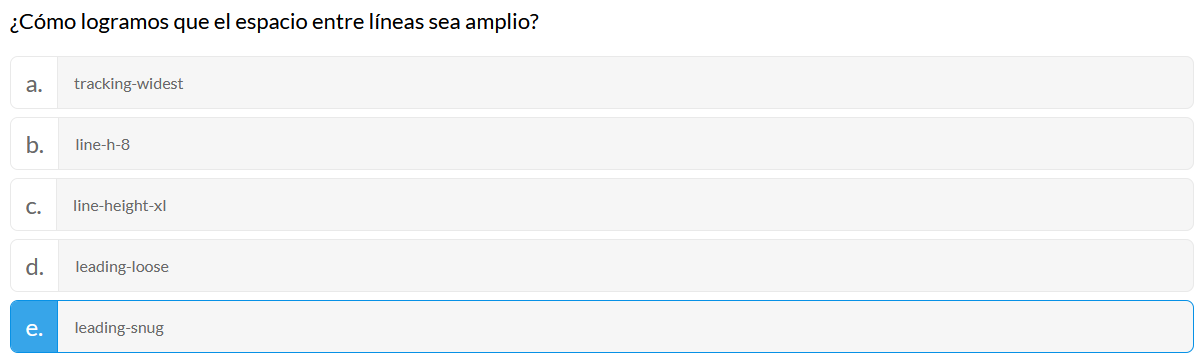 ¿Cómo logramos que el espacio entre líneas sea amplio?
a. tracking-widest
b. line-h-8
c. line-height-xl
d. leading-loose
e. leading-snug